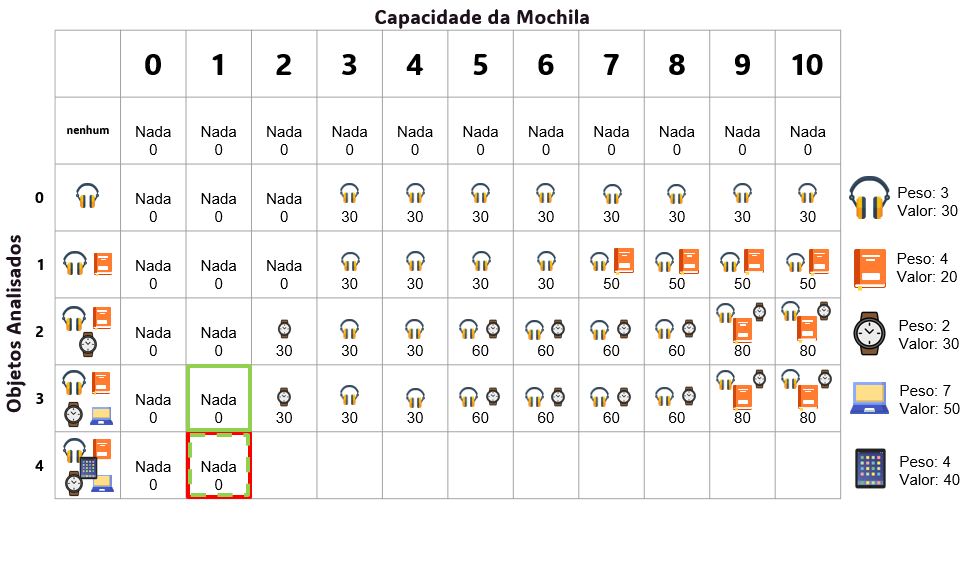 Capacidade da Mochila
0 1 2 3 4 5 6 7 8 9 10
nenhum Nada Nada Nada Nada Nada Nada Nada Nada Nada Nada Nada
0 0 0 0 0 0 0 0 0 0 0
Objetos Analisados
0 Nada Nada Nada
0 0 0 30 30 30 30 30 30 30 30
Peso: 3
Valor: 30
1 Nada Nada Nada
0 0 0 30 30 30 30 50 50 50 50
Peso: 4
Valor: 20
2 Nada Nada
0 0 30 30 30 60 60 60 60 80 80
Peso: 2
Valor: 30
3 Nada Nada
0 0 30 30 30 60 60 60 60 80 80
Peso: 7
Valor: 50
4 Nada Nada
0 0
Peso: 4
Valor: 40